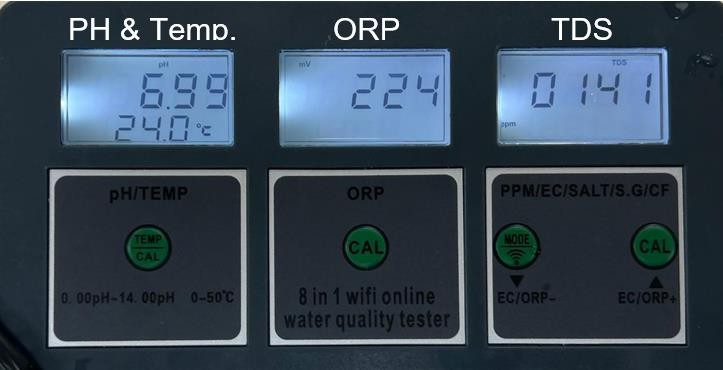 PH & Temp.
ORP
TDS
pH
6.99
24.0 °C
mV
224
TDS
0141
ppm
pH/TEMP
TEMP
CAL
0.00pH~14.00pH 0~50℃
ORP
CAL
8 in 1 wifi online
water quality tester
PPM/EC/SALT/S.G/CF
MODE
CAL
▼
▲
EC/ORP-
EC/ORP+